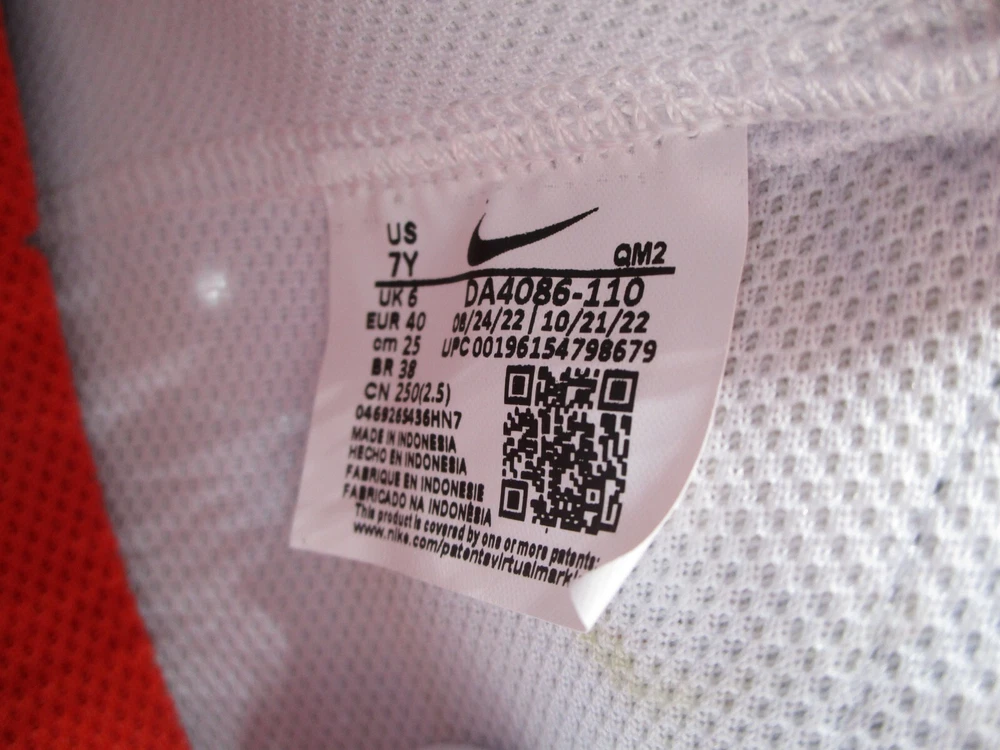 US
7Y
QM2
UK 6
DA4086-110
EUR 40
08/24/22 | 10/21/22
cm 25
UPC 00196154798679
BR 38
CN 250(2.5)
0469265436HN7
MADE IN INDONESIA
HECHO EN INDONESIA
FABRIQUE EN INDONESIE
FABRICADO NA INDONÉSIA
This product is covered by one or more patents:
www.nike.com/patentsvirtualmark